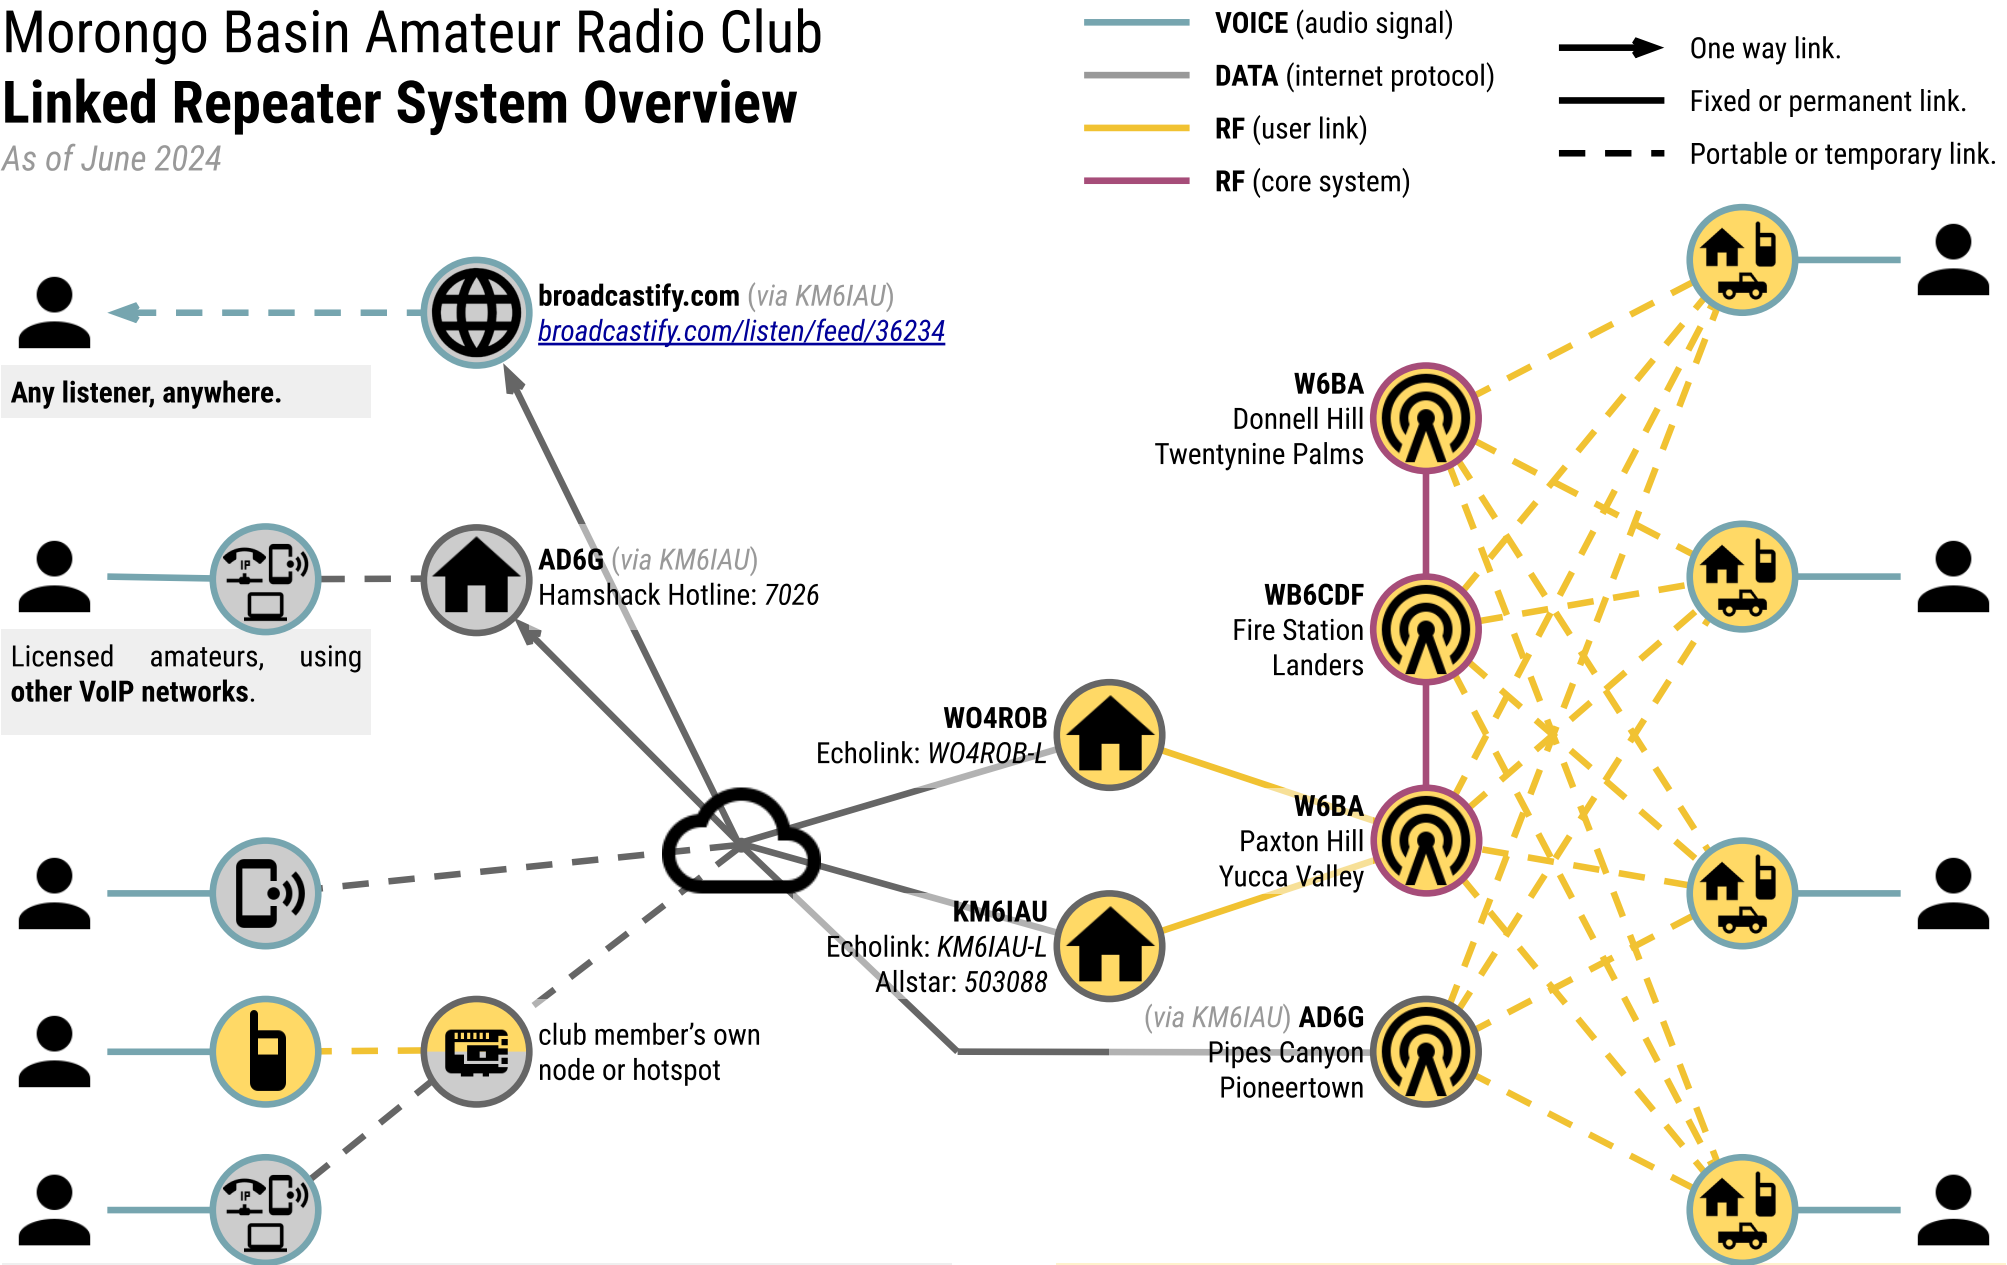 Morongo Basin Amateur Radio Club
Linked Repeater System Overview
As of June 2024
VOICE (audio signal)
DATA (internet protocol)
RF (user link)
RF (core system)
One way link.
Fixed or permanent link.
Portable or temporary link.
broadcastify.com (via KM6IAU)
broadcastify.com/listen/feed/36234
Any listener, anywhere.
W6BA
Donnell Hill
Twentynine Palms
IP
AD6G (via KM6IAU)
Hamshack Hotline: 7026
Licensed amateurs, using
other VoIP networks.
WB6CDF
Fire Station
Landers
WO4ROB
Echolink: WO4ROB-L
W6BA
Paxton Hill
Yucca Valley
KM6IAU
Echolink: KM6IAU-L
Allstar: 503088
(via KM6IAU) AD6G
Pipes Canyon
Pioneertown
club member's own
node or hotspot
IP